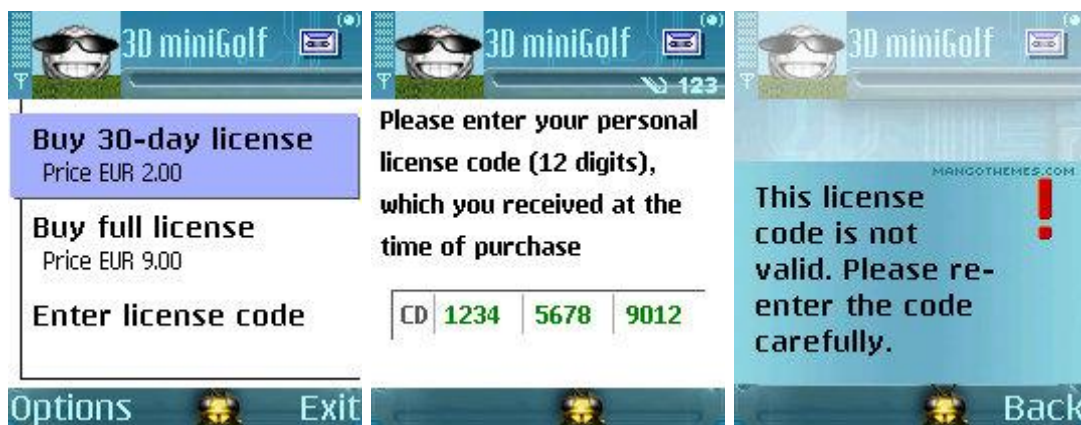 3D miniGolf
Buy 30-day license
Price EUR 2.00
Buy full license
Price EUR 9.00
Enter license code
Options Exit
3D miniGolf
123
Please enter your personal
license code (12 digits),
which you received at the
time of purchase
CD 1234 5678 9012
3D miniGolf
MANGOTHEMES.COM
This license
code is not
valid. Please re-
enter the code
carefully.
!
Back